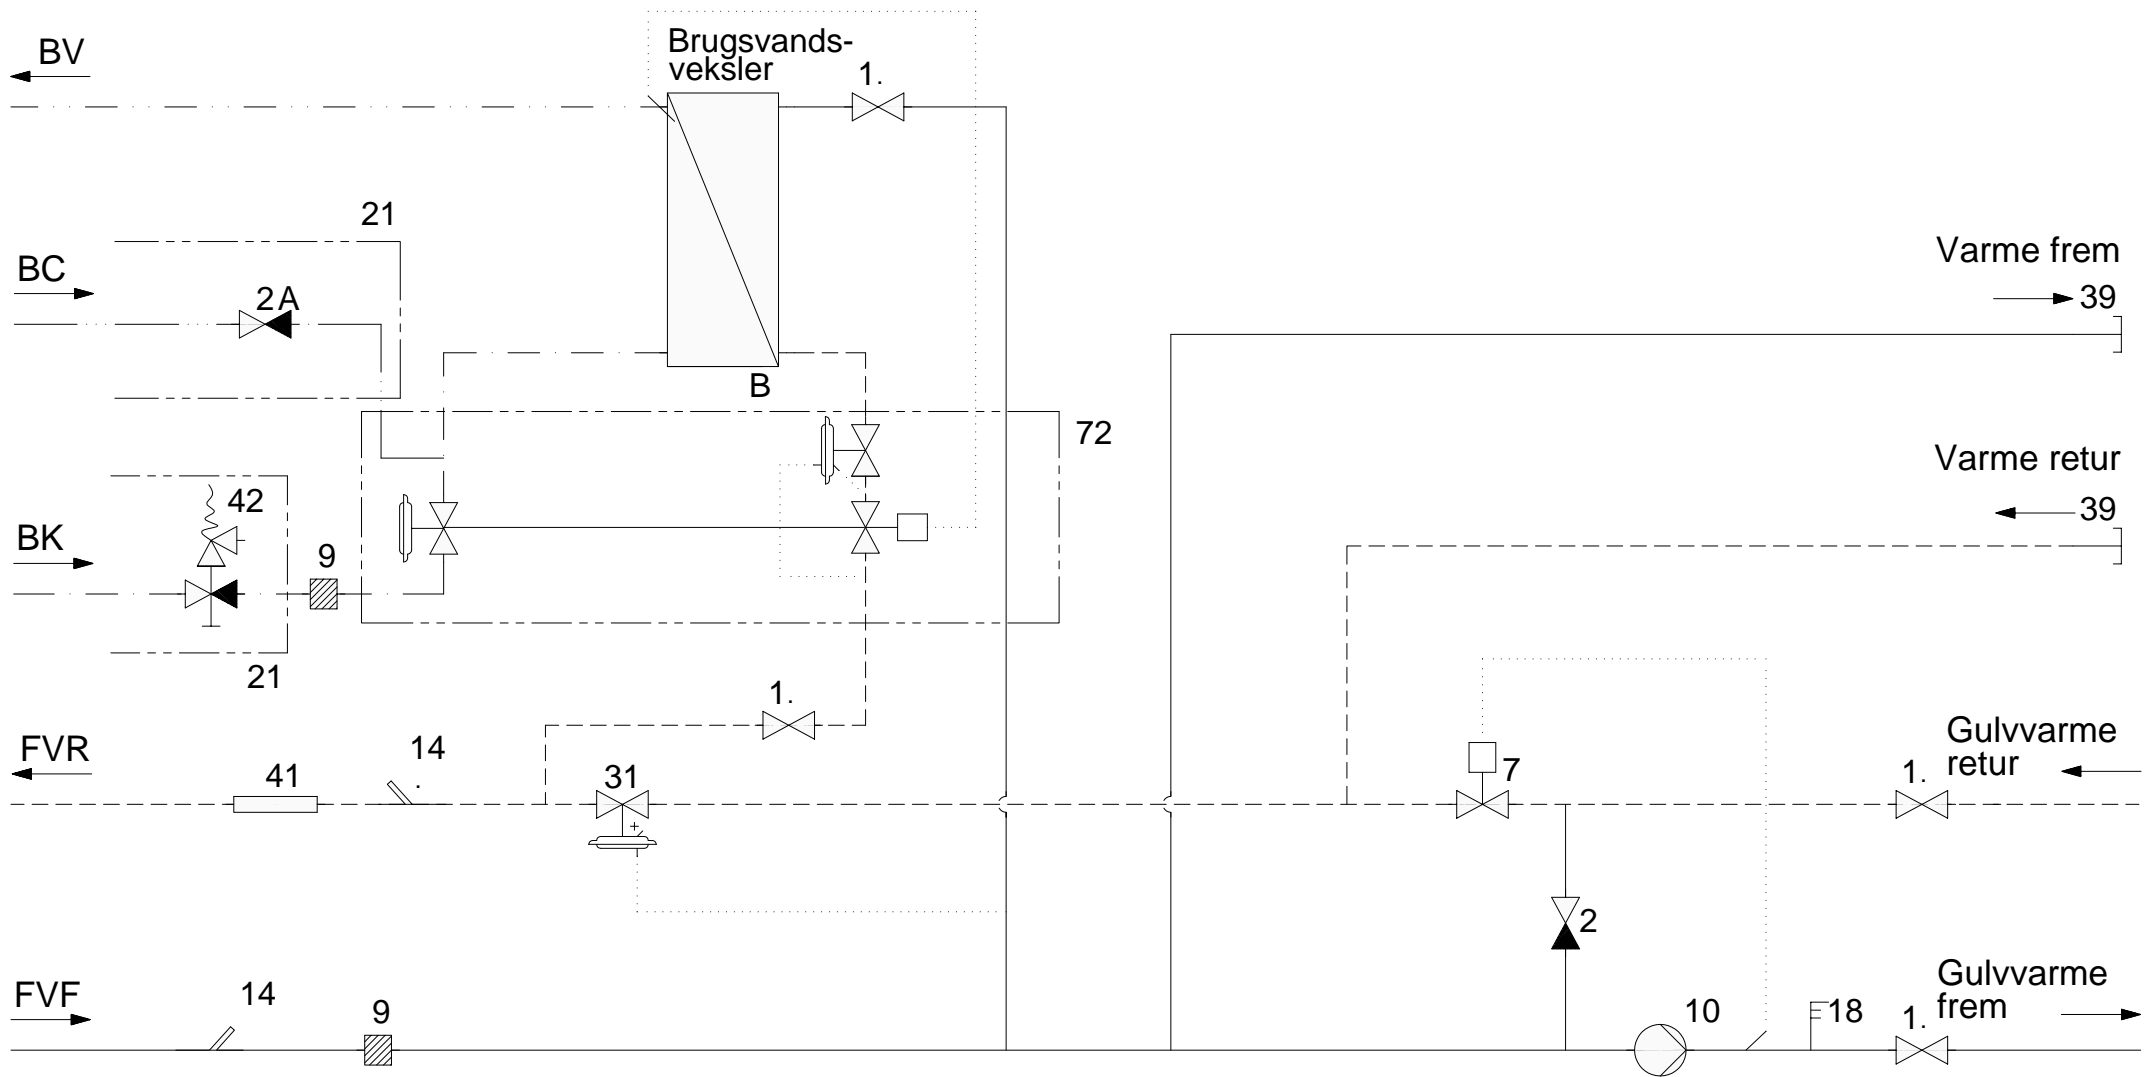 BV
Brugsvands-
veksler
1.
21
BC
2A
Varme frem
39
B
72
Varme retur
39
42
BK
9
21
1.
FVR
14
41
31
7
Gulvvarme
retur
1.
2
FVF
14
9
10
18
1.
Gulvvarme
frem